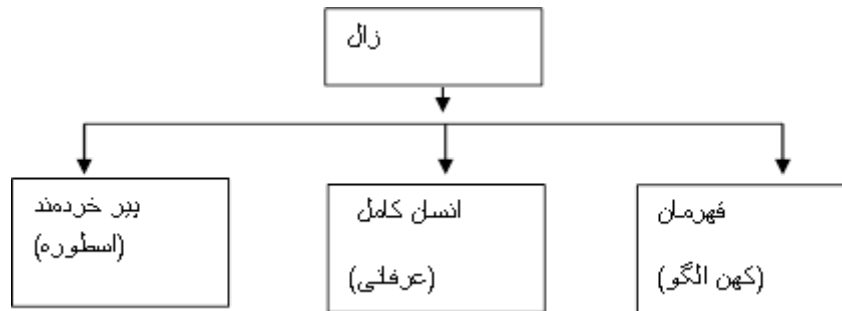 زال
قهرمان
(کهن الگو)
انسان کامل
(عرفانی)
پیر خردمند
(اسطوره)